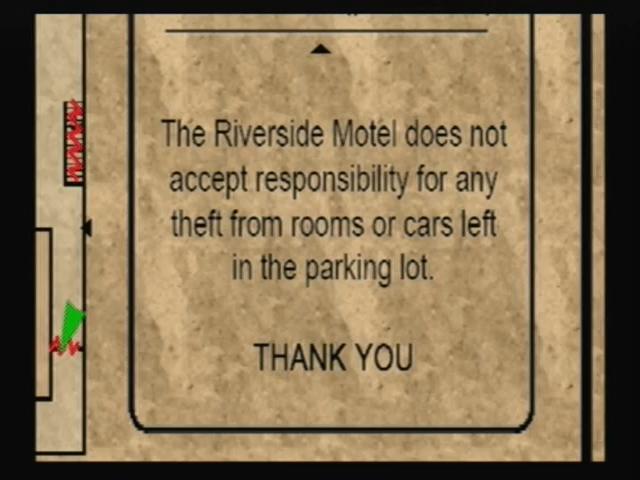 The Riverside Motel does not
accept responsibility for any
theft from rooms or cars left
in the parking lot.
THANK YOU